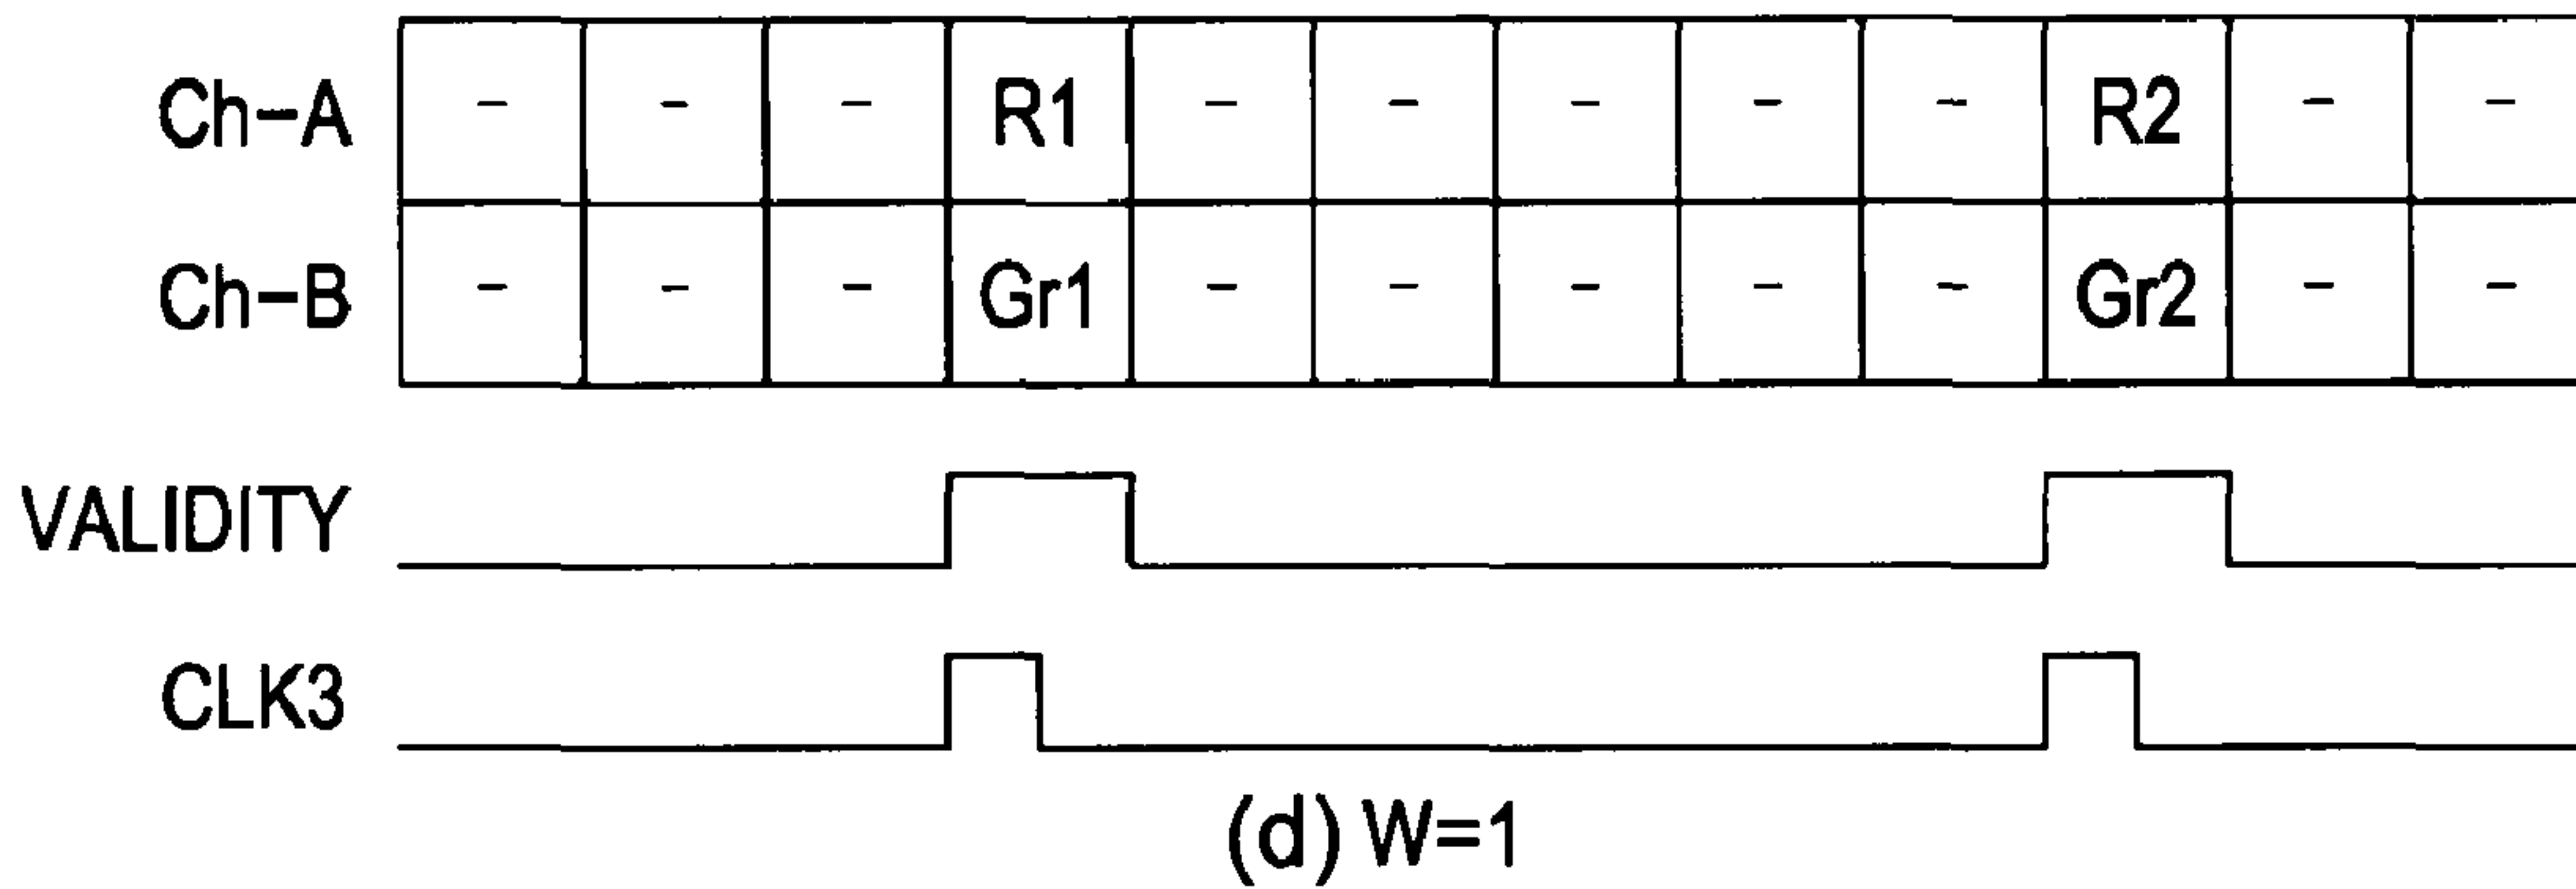 Ch-A - - - R1 - - - - - R2 - -
Ch-B - - - Gr1 - - - - - Gr2 - -
VALIDITY
CLK3
(d) W=1